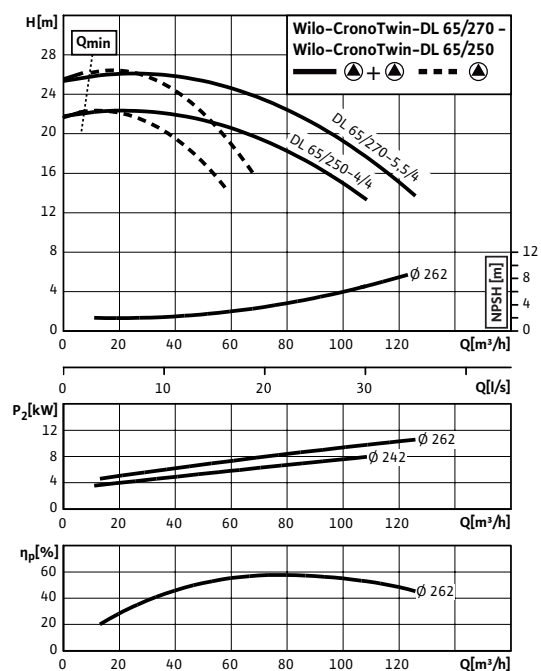 H[m]
Wilo-CronoTwin-DL 65/270 -
Wilo-CronoTwin-DL 65/250
+
Qmin
28
24
20
16
12
8
4
0
DL 65/270-5,5/4
DL 65/250-4/4
Ø 262
12
8
4
0
NPSH [m]
0 20 40 60 80 100 120
Q[m³/h]
0 10 20 30 Q[l/s]
P₂[kW]
12
8
4
0
Ø 262
Ø 242
0 20 40 60 80 100 120 Q[m³/h]
ηp[%]
60
40
20
0
Ø 262
0 20 40 60 80 100 120 Q[m³/h]